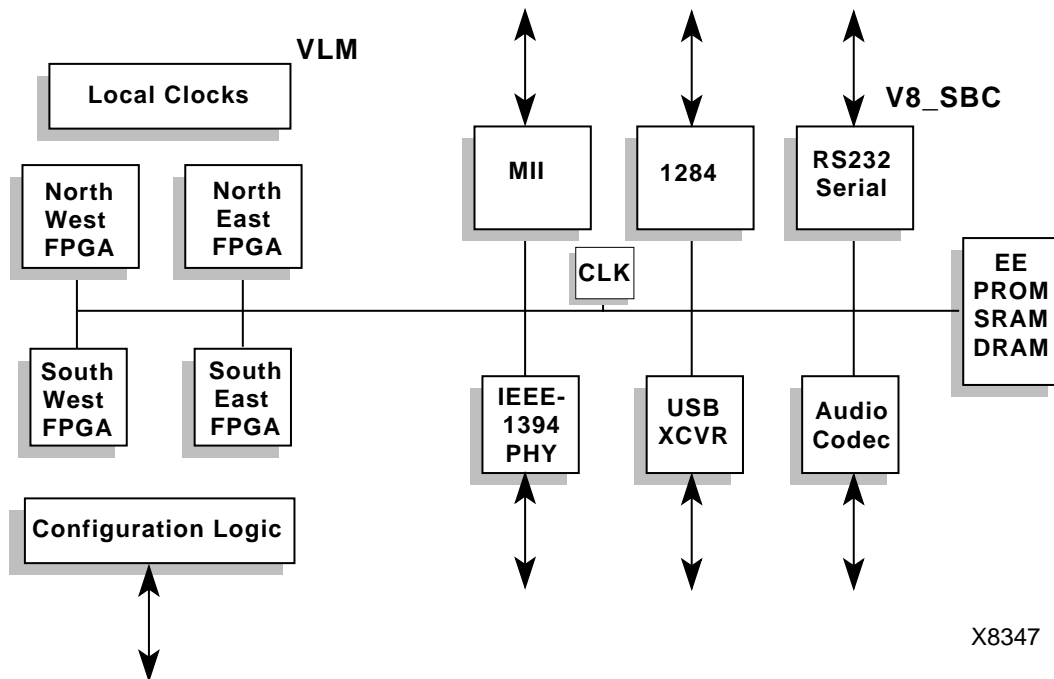 VLM
Local Clocks
North
West
FPGA
North
East
FPGA
South
West
FPGA
South
East
FPGA
Configuration Logic
V8_SBC
MII
1284
RS232
Serial
CLK
EE
PROM
SRAM
DRAM
IEEE-
1394
PHY
USB
XCVR
Audio
Codec
X8347